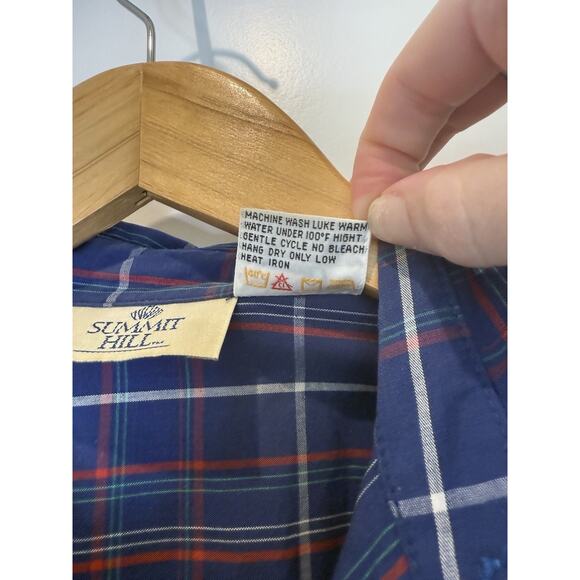 MACHINE WASH LUKE WARM
WATER UNDER 100°F HIGHT
GENTLE CYCLE NO BLEACH
HANG DRY ONLY LOW
HEAT IRON
SUMMIT
HILL